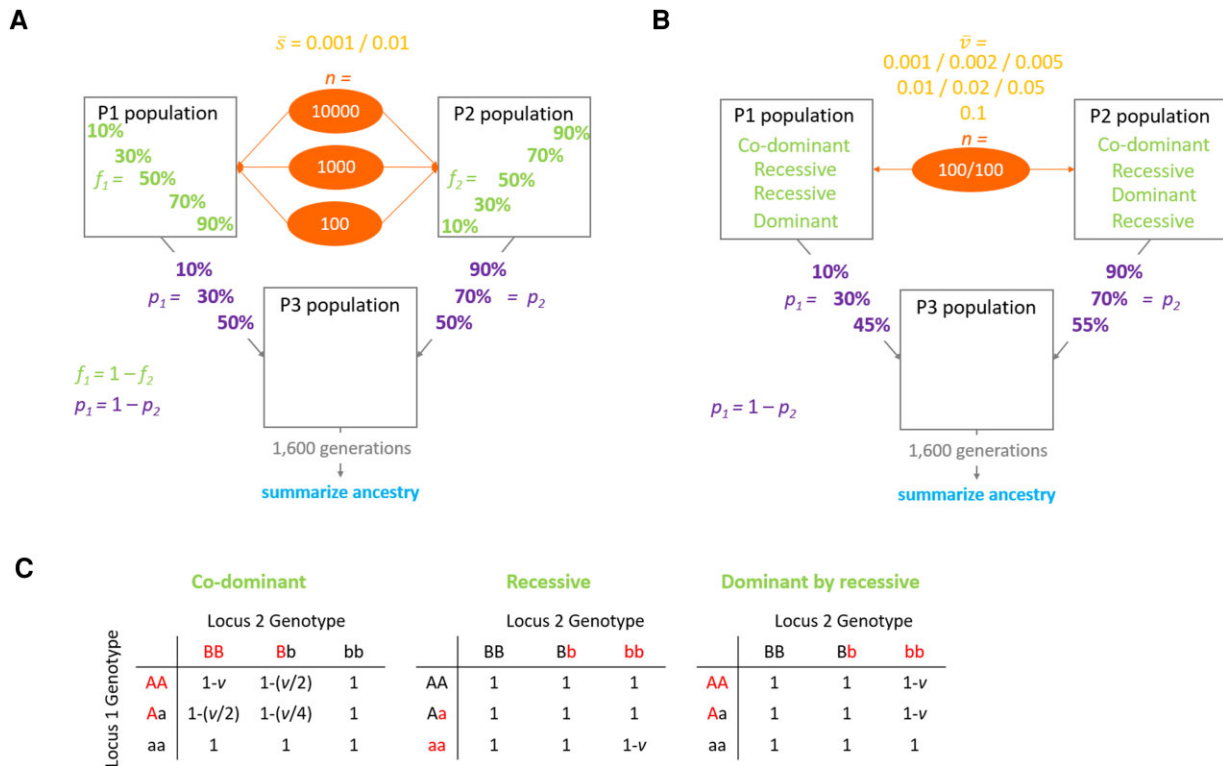 A
s̄ = 0.001 / 0.01
n =
10000
1000
100
P1 population
10%
30%
f₁ = 50%
70%
90%
P2 population
90%
70%
f₂ = 50%
30%
10%
10%
p₁ = 30%
50%
90%
70% = p₂
50%
P3 population
f₁ = 1 – f₂
p₁ = 1 – p₂
1,600 generations
summarize ancestry
B
v̄ =
0.001 / 0.002 / 0.005
0.01 / 0.02 / 0.05
0.1
n =
100/100
P1 population
Co-dominant
Recessive
Recessive
Dominant
P2 population
Co-dominant
Recessive
Dominant
Recessive
10%
p₁ = 30%
45%
90%
70% = p₂
55%
P3 population
p₁ = 1 – p₂
1,600 generations
summarize ancestry
C
Locus 1 Genotype
Co-dominant
Locus 2 Genotype
BB Bb bb
AA 1-v 1-(v/2) 1
Aa 1-(v/2) 1-(v/4) 1
aa 1 1 1
Recessive
Locus 2 Genotype
BB Bb bb
AA 1 1 1
Aa 1 1 1
aa 1 1 1-v
Dominant by recessive
Locus 2 Genotype
BB Bb bb
AA 1 1 1-v
Aa 1 1 1-v
aa 1 1 1